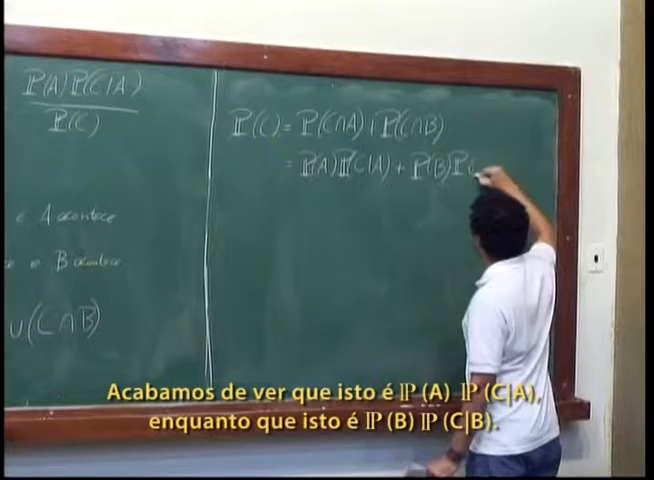 ℙ(A)ℙ(C|A)
ℙ(C)
e A acontece
e B acontece
∪(C∩B)
ℙ(C)= ℙ(C∩A)+ℙ(C∩B)
= ℙ(A)ℙ(C|A) + ℙ(B)ℙ(
Acabamos de ver que isto é ℙ(A) ℙ(C|A),
enquanto que isto é ℙ(B) ℙ(C|B).